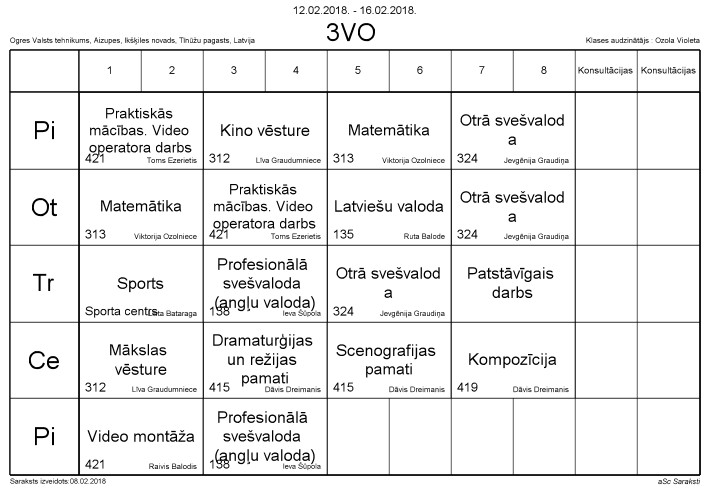 12.02.2018. - 16.02.2018.
3VO
Ogres Valsts tehnikums, Aizupes, Ikšķiles novads, Tīnūžu pagasts, Latvija
Klases audzinātājs : Ozola Violeta
1 2 3 4 5 6 7 8 Konsultācijas Konsultācijas
Pi
Praktiskās
mācības. Video
operatora darbs
421 Toms Ezerietis
Kino vēsture
312 Līva Graudumniece
Matemātika
313 Viktorija Ozolniece
Otrā svešvalod
a
324 Jevgēnija Graudiņa
Ot
Matemātika
313 Viktorija Ozolniece
Praktiskās
mācības. Video
operatora darbs
421 Toms Ezerietis
Latviešu valoda
135 Ruta Balode
Otrā svešvalod
a
324 Jevgēnija Graudiņa
Tr
Sports
Sporta centrs Bataraga
Profesionālā
svešvaloda
(angļu valoda)
138 Ieva Sūpola
Otrā svešvalod
a
324 Jevgēnija Graudiņa
Patstāvīgais
darbs
Ce
Mākslas
vēsture
312 Līva Graudumniece
Dramaturģijas
un režijas
pamati
415 Dāvis Dreimanis
Scenografijas
pamati
415 Dāvis Dreimanis
Kompozīcija
419 Dāvis Dreimanis
Pi
Video montāža
421 Raivis Balodis
Profesionālā
svešvaloda
(angļu valoda)
138 Ieva Sūpola
Saraksts izveidots:08.02.2018
aSc Saraksti